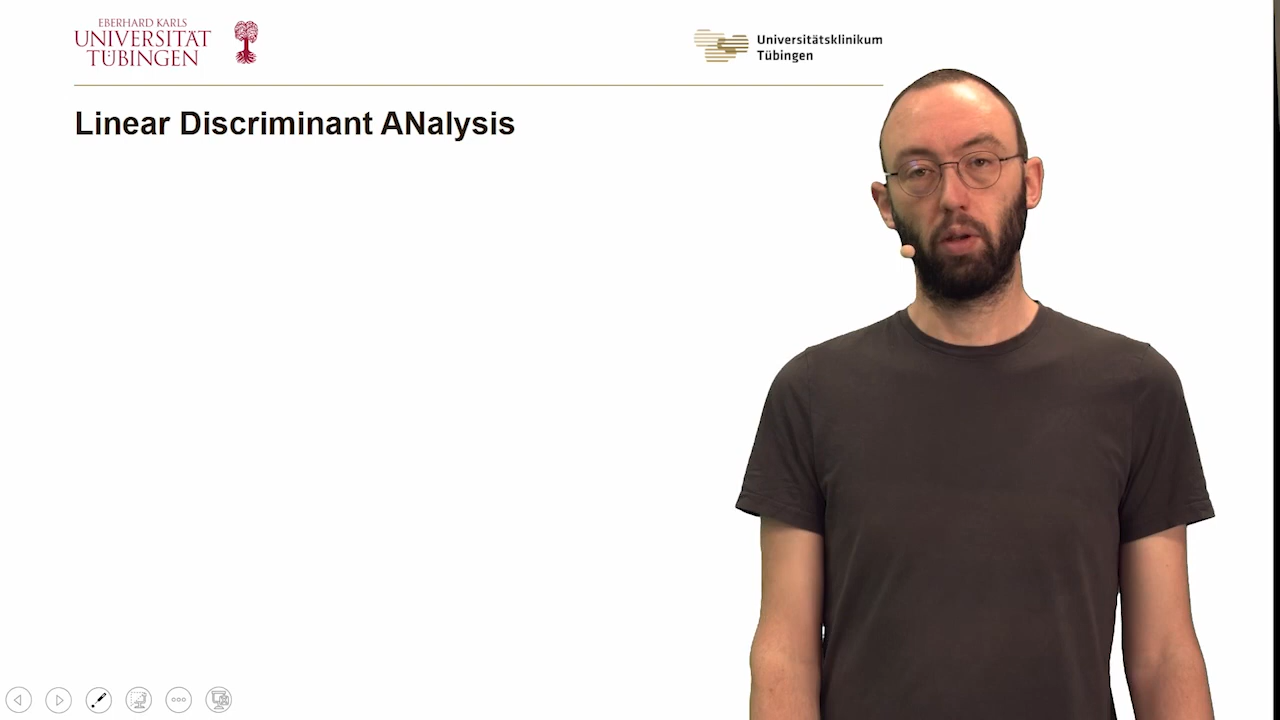 EBERHARD KARLS
UNIVERSITÄT
TÜBINGEN
Universitätsklinikum
Tübingen
Linear Discriminant ANalysis